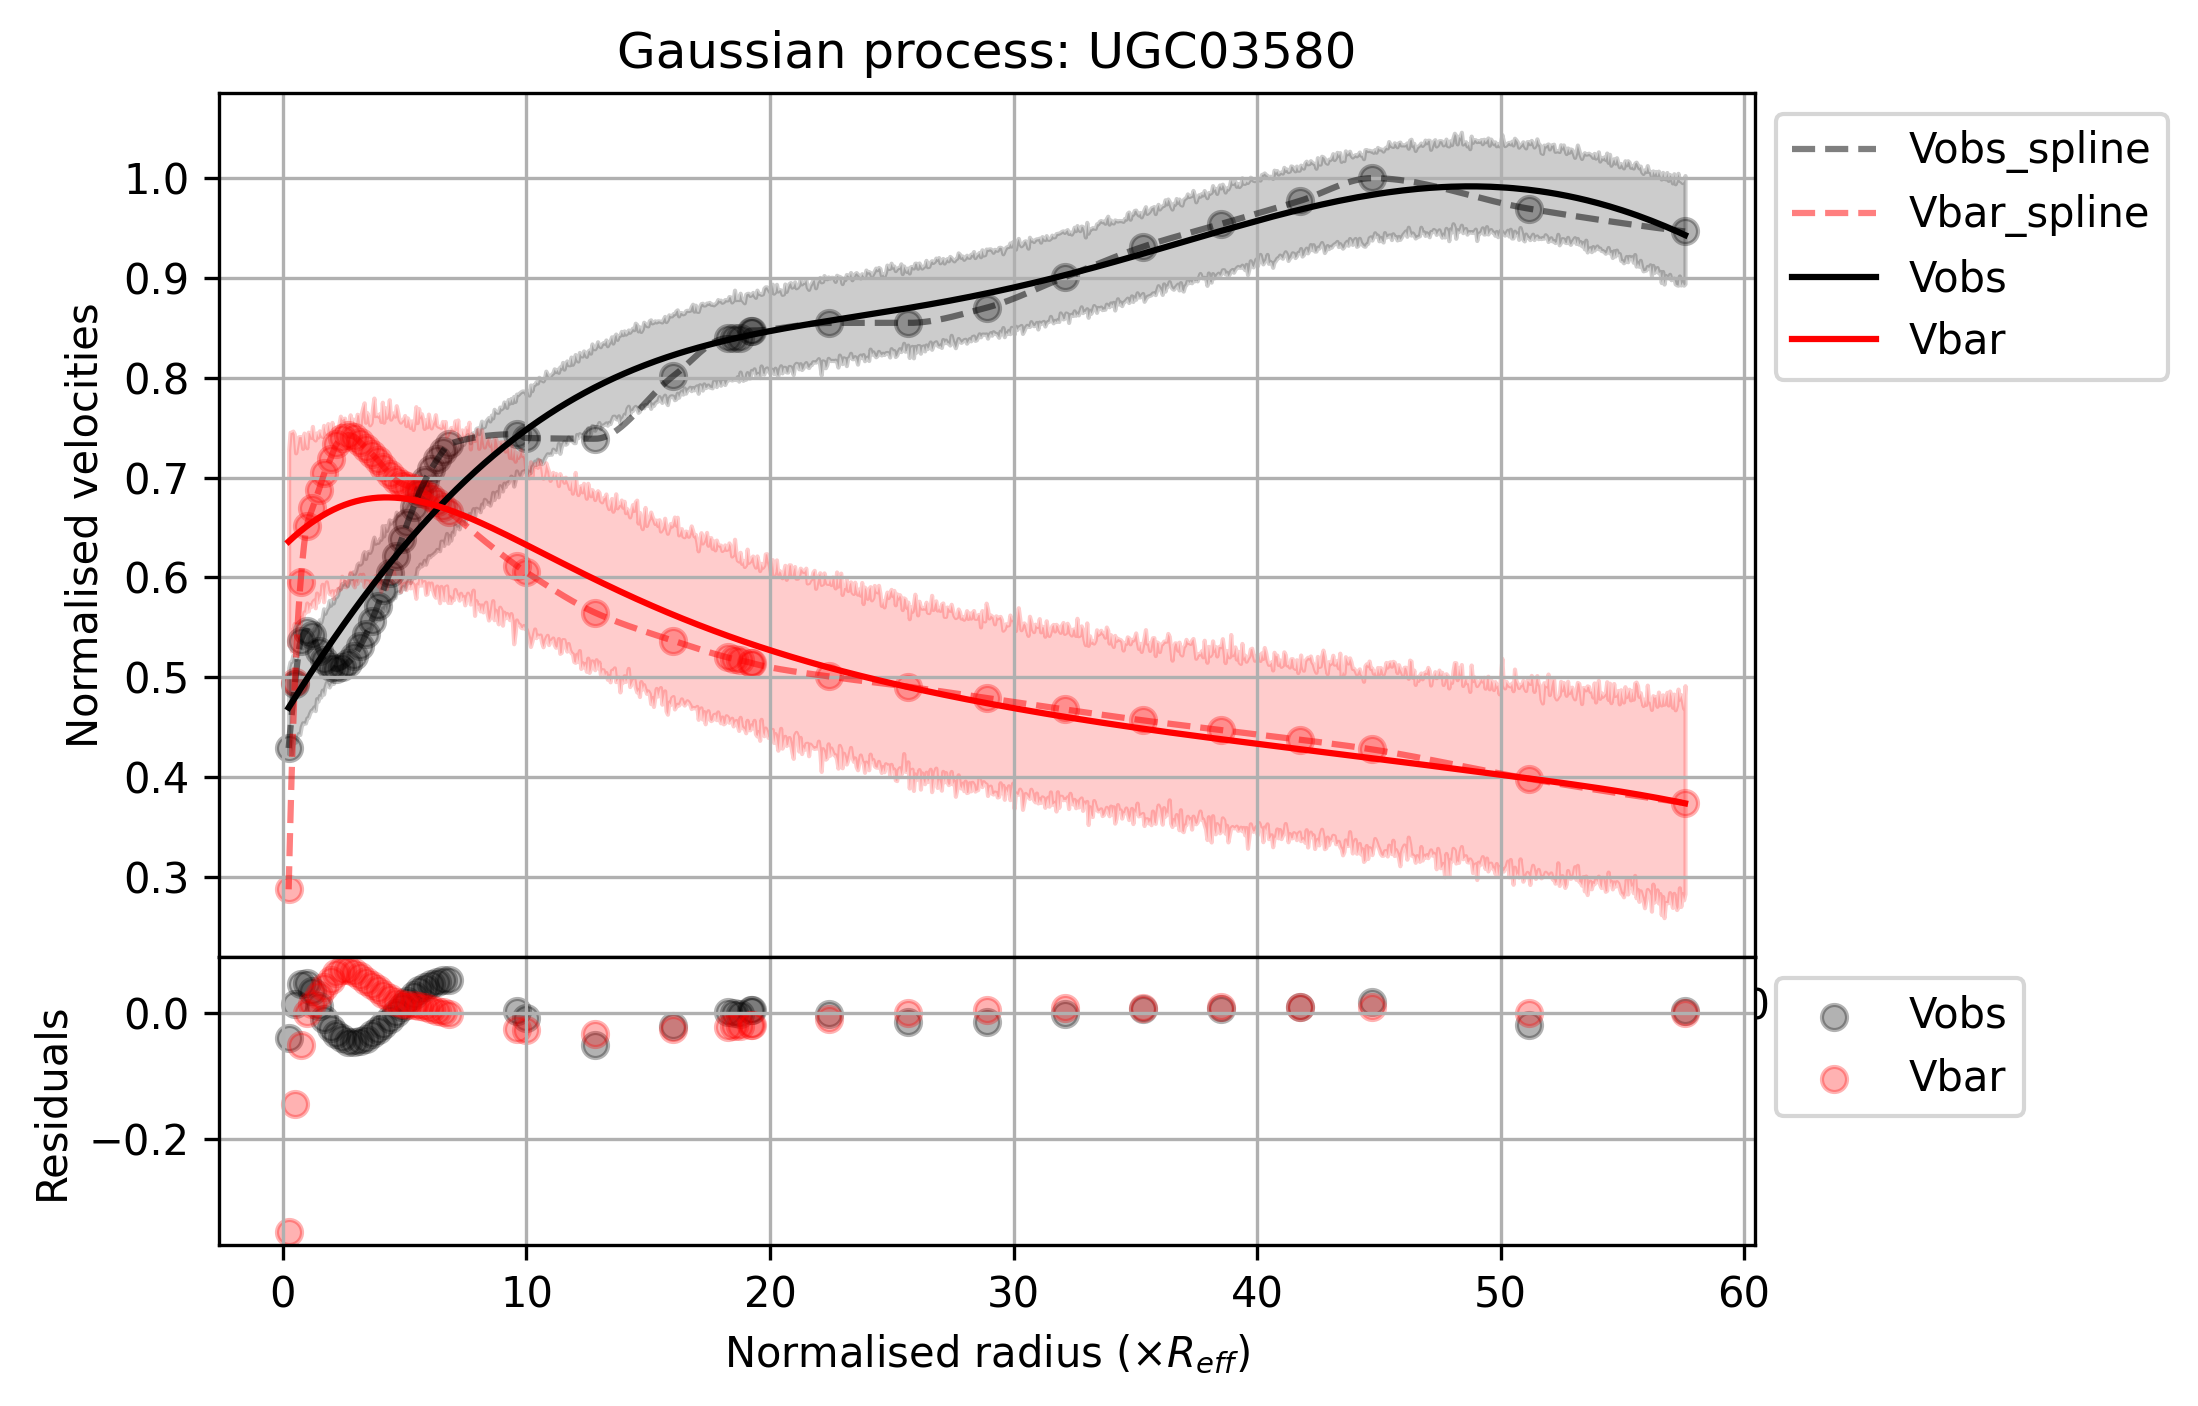 Gaussian process: UGC03580
Normalised velocities
1.0
0.9
0.8
0.7
0.6
0.5
0.4
0.3
Vobs_spline
Vbar_spline
Vobs
Vbar
Residuals
0.0
−0.2
0
Vobs
Vbar
0 10 20 30 40 50 60
Normalised radius (×R_eff)